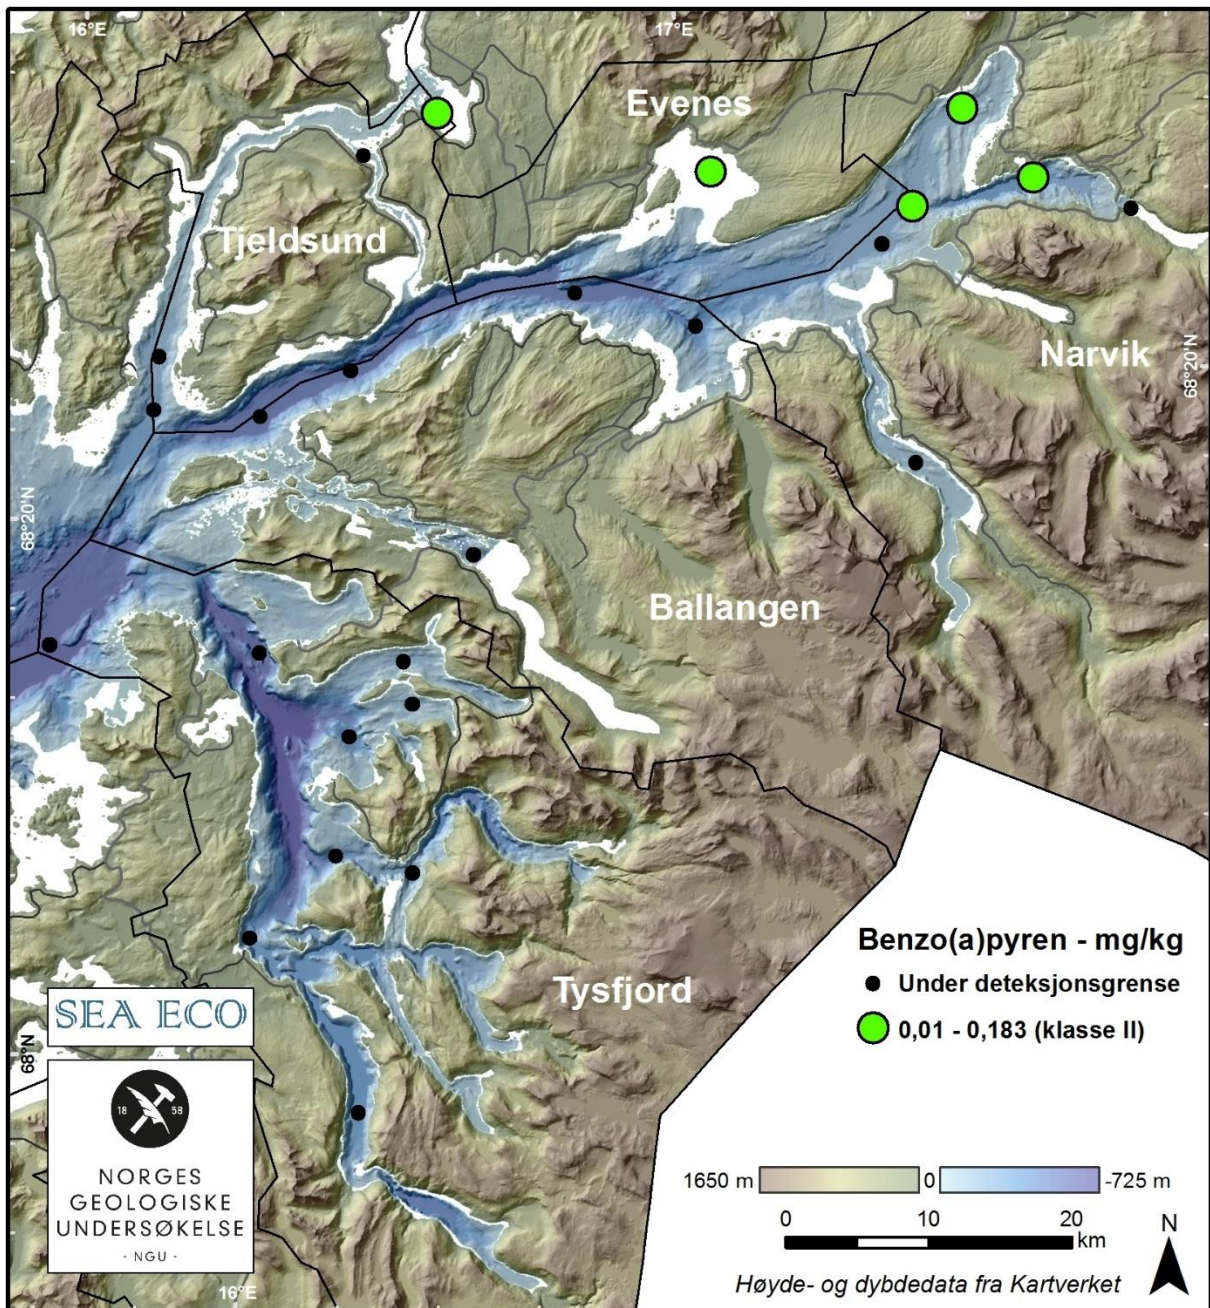 16°E
17°E
Evenes
Tjeldsund
Narvik
68°20'N
68°20'N
Ballangen
Benzo(a)pyren - mg/kg
Under deteksjonsgrense
0,01 - 0,183 (klasse II)
Tysfjord
SEA ECO
68°N
18 58
NORGES
GEOLOGISKE
UNDERSØKELSE
- NGU -
1650 m 0 -725 m
0 10 20
km
N
16°E
Høyde- og dybdedata fra Kartverket